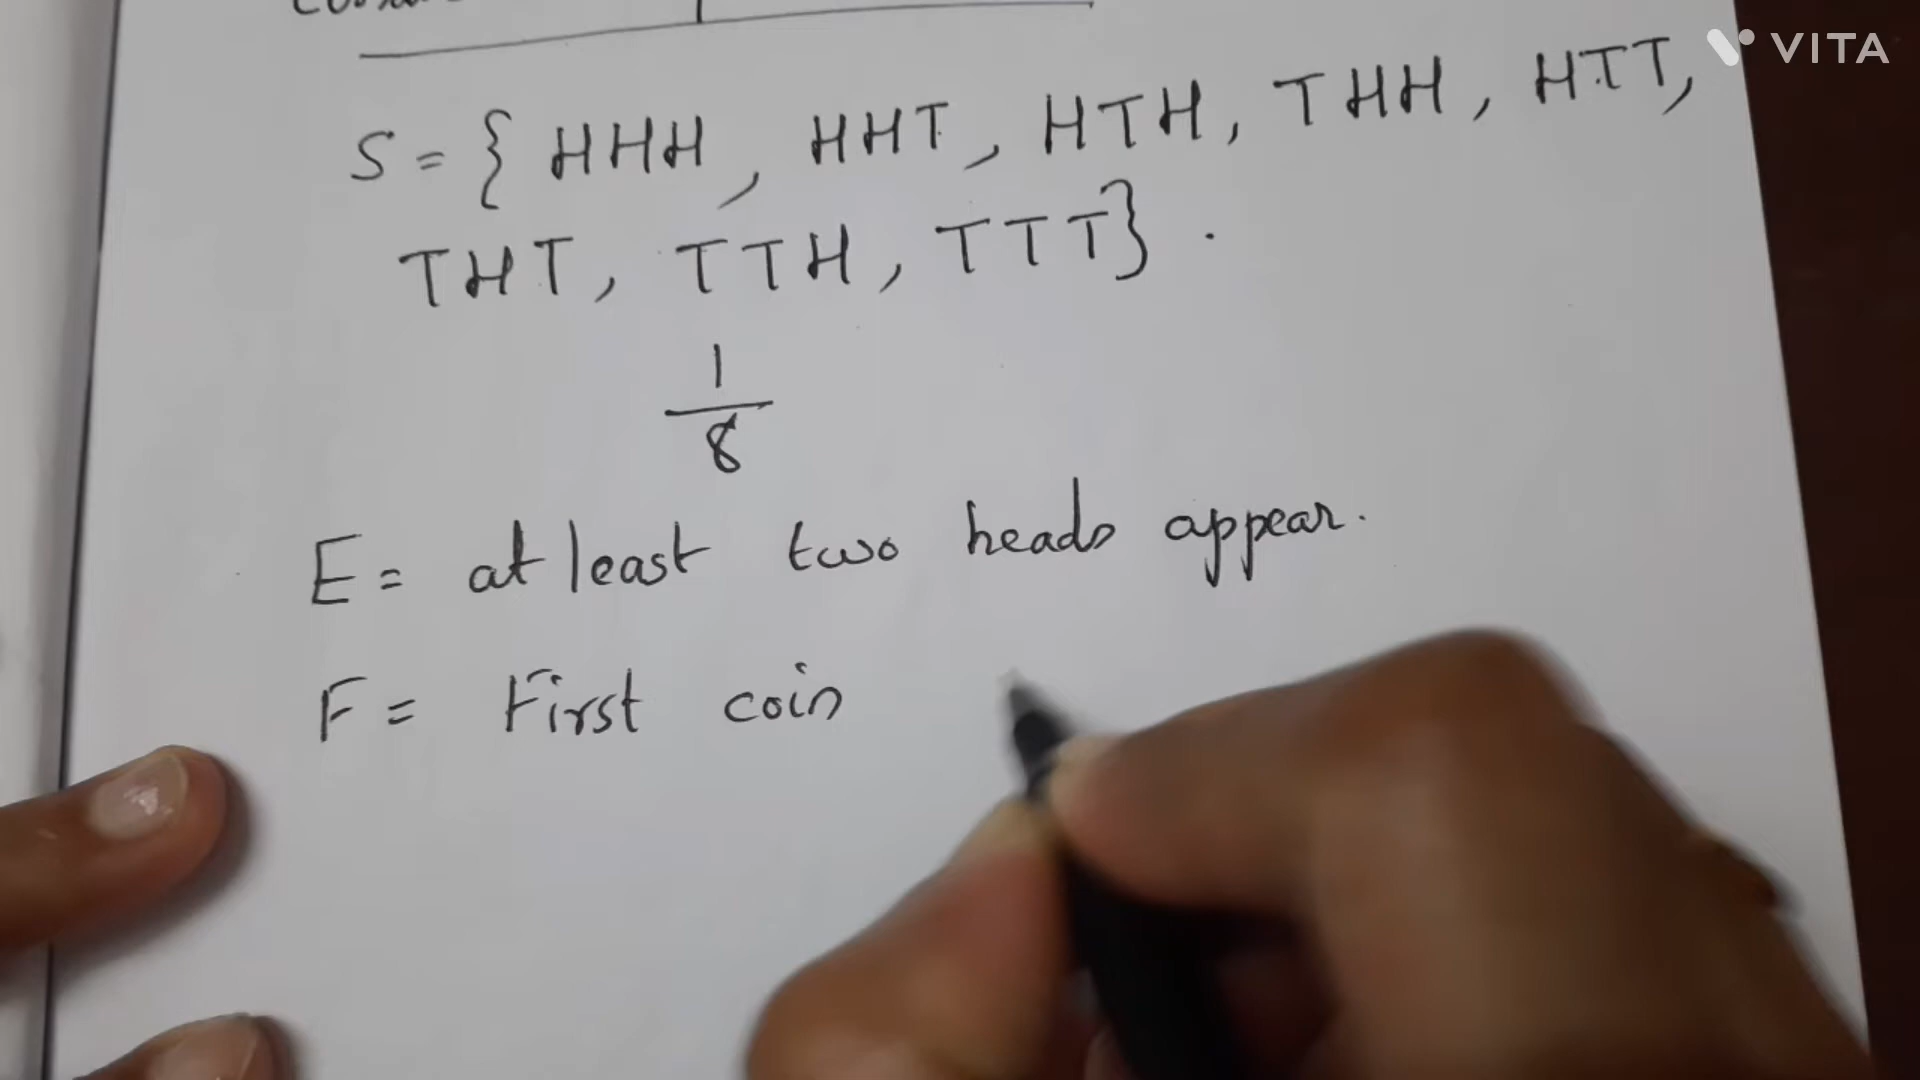 VITA
S = { HHH, HHT, HTH, THH, HTT,
THT, TTH, TTT} .
1
8
E = at least two heads appear.
F = First coin